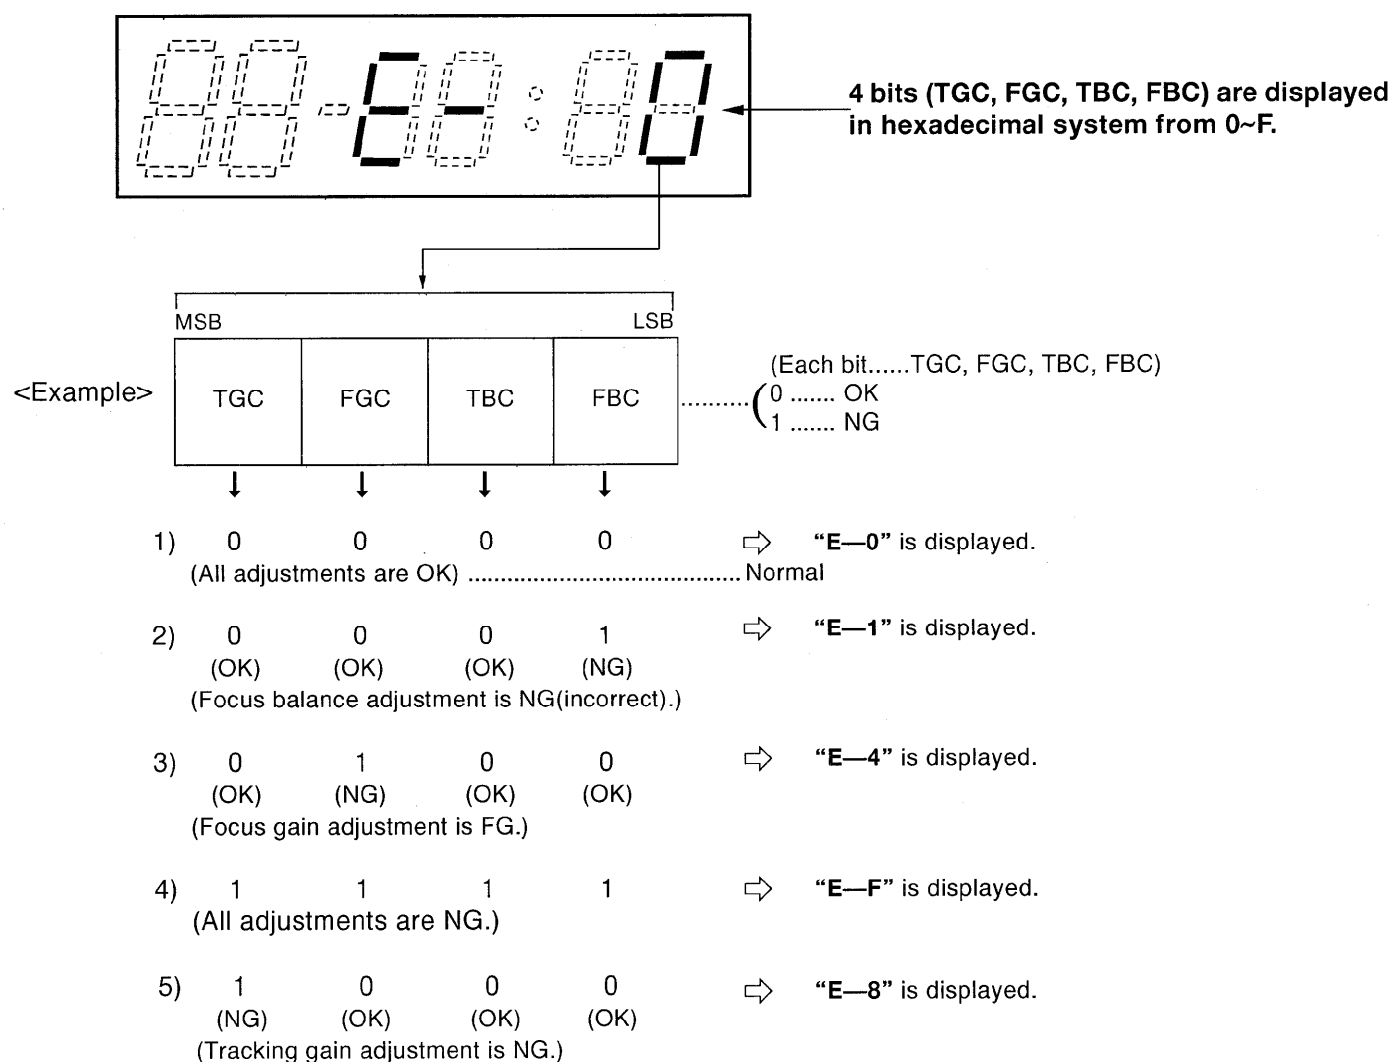 E - 0
4 bits (TGC, FGC, TBC, FBC) are displayed
in hexadecimal system from 0~F.
MSB LSB
<Example> TGC FGC TBC FBC
(Each bit......TGC, FGC, TBC, FBC)
0 ....... OK
1 ....... NG
1) 0 0 0 0 ⇨ “E—0” is displayed.
(All adjustments are OK) .......................................... Normal
2) 0 0 0 1 ⇨ “E—1” is displayed.
(OK) (OK) (OK) (NG)
(Focus balance adjustment is NG(incorrect).)
3) 0 1 0 0 ⇨ “E—4” is displayed.
(OK) (NG) (OK) (OK)
(Focus gain adjustment is FG.)
4) 1 1 1 1 ⇨ “E—F” is displayed.
(All adjustments are NG.)
5) 1 0 0 0 ⇨ “E—8” is displayed.
(NG) (OK) (OK) (OK)
(Tracking gain adjustment is NG.)